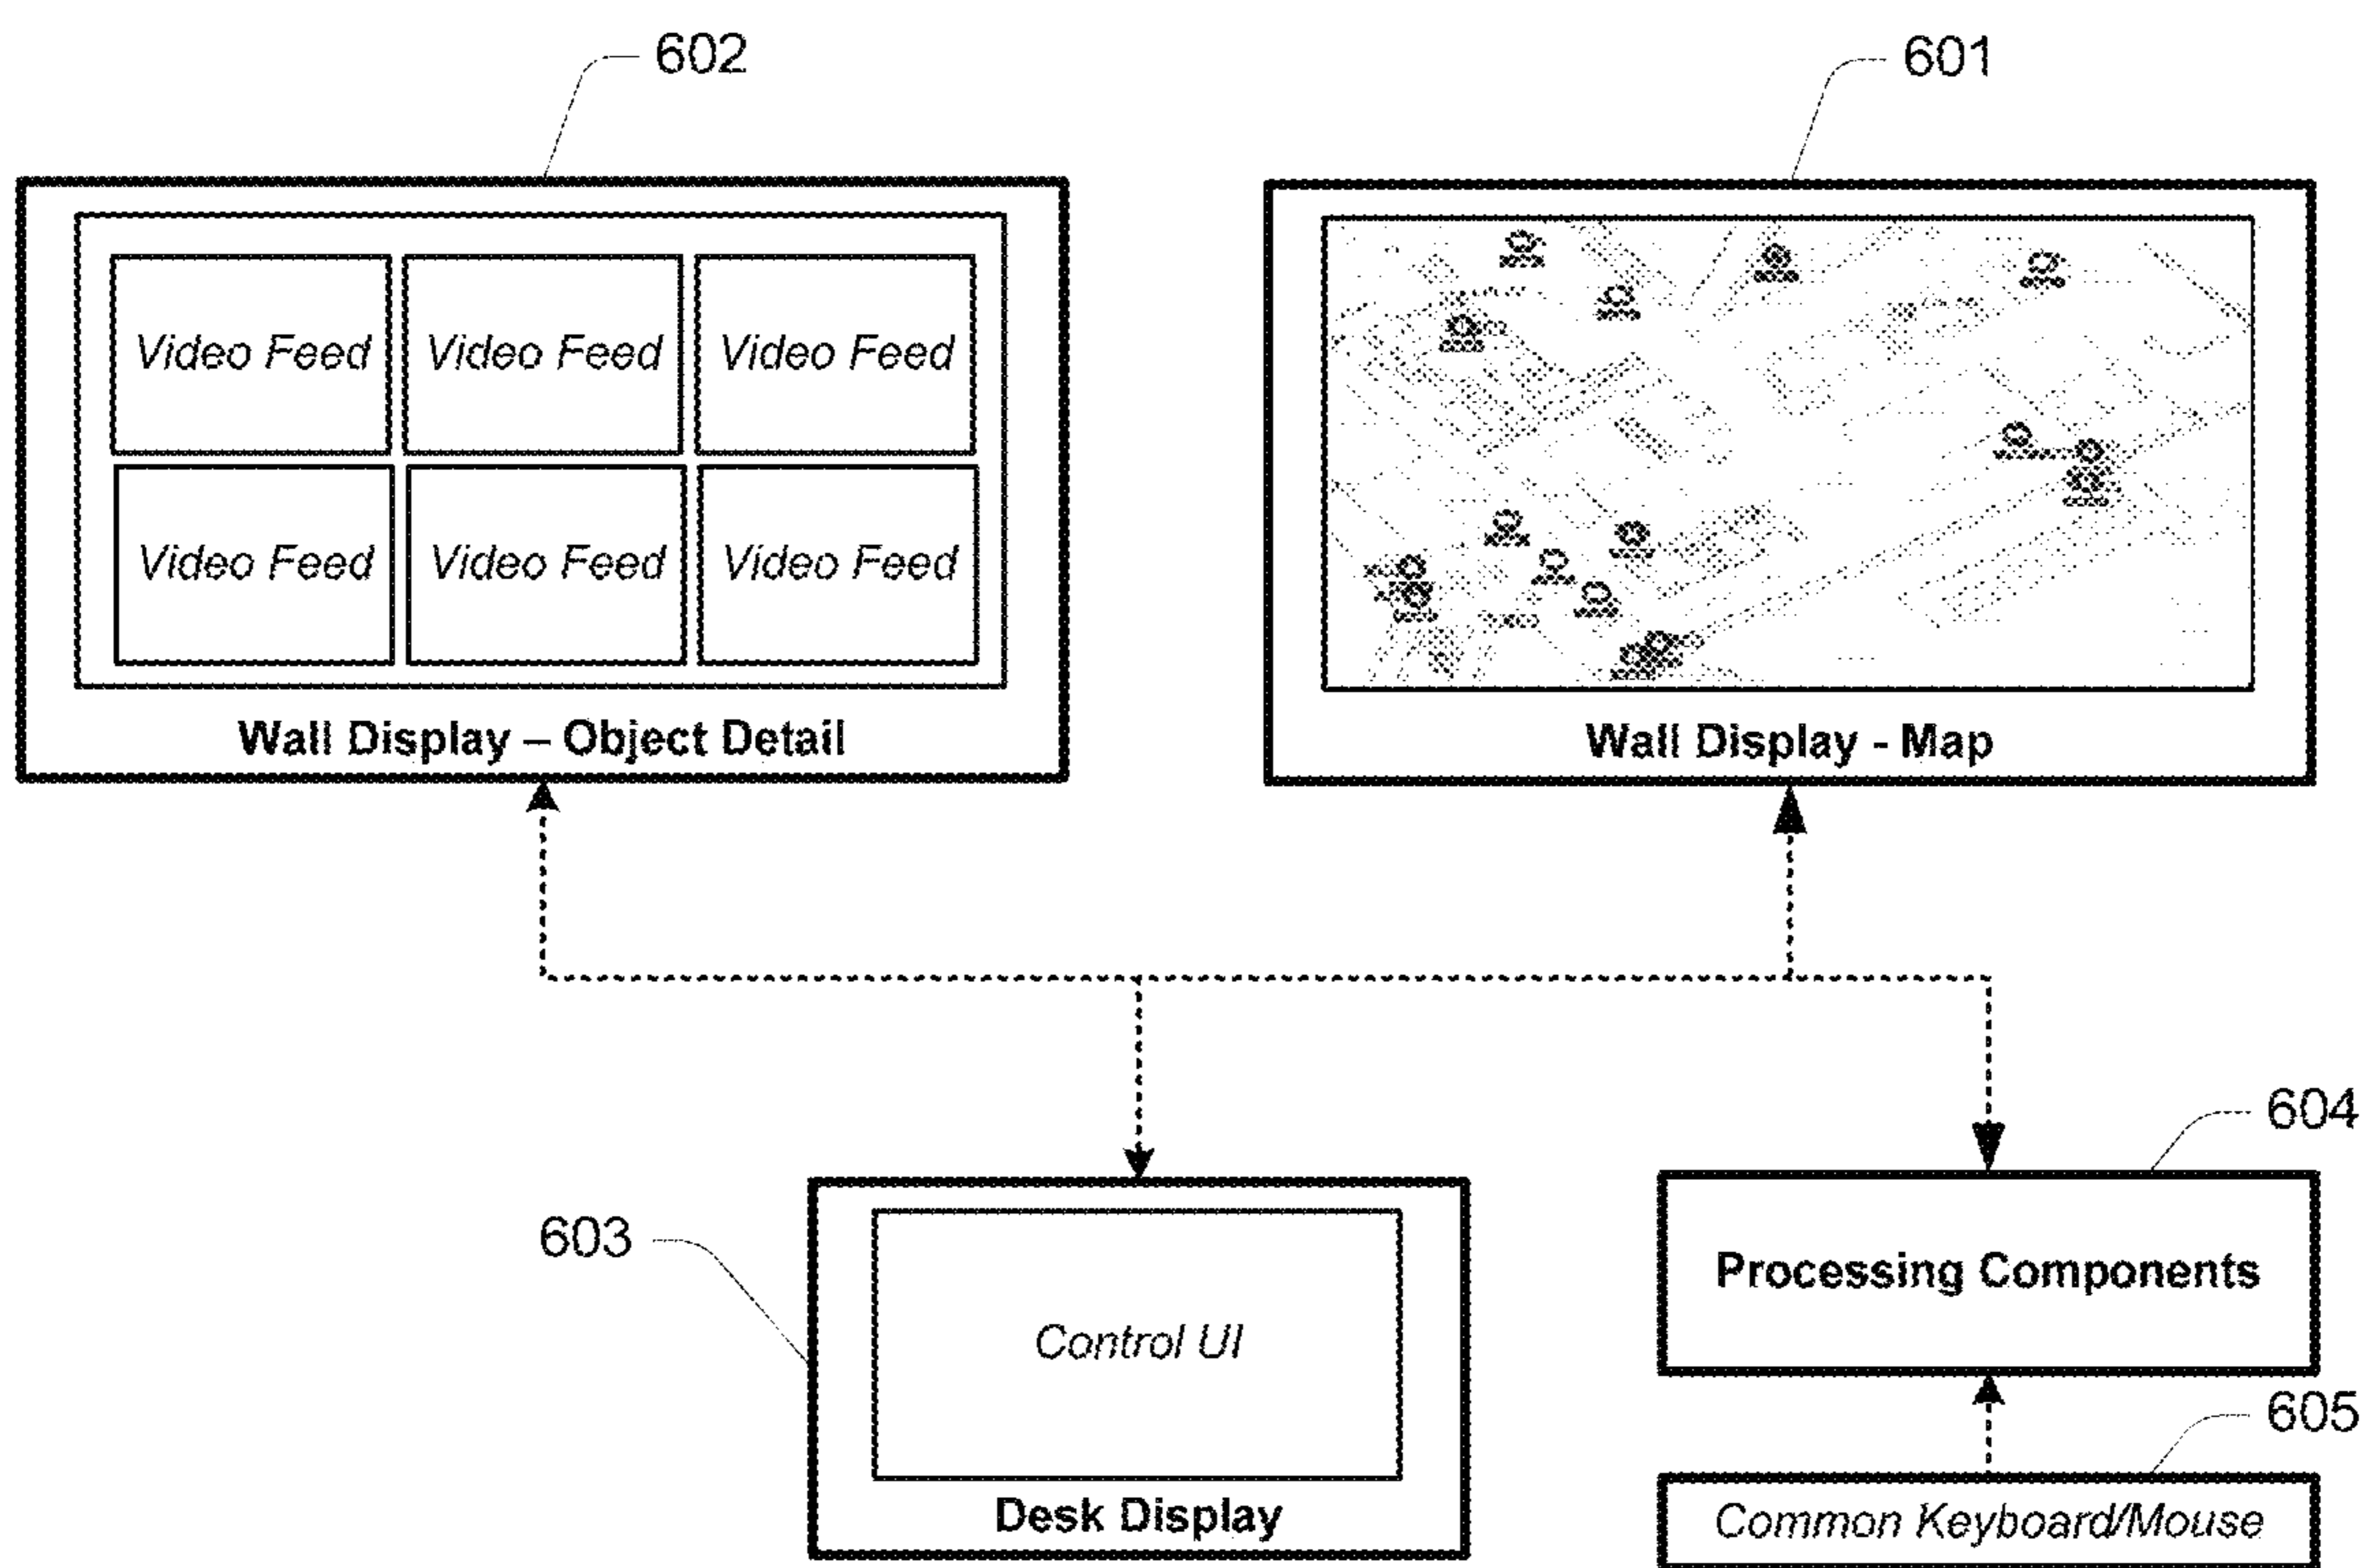 602
601
Video Feed Video Feed Video Feed
Video Feed Video Feed Video Feed
Wall Display – Object Detail
Wall Display - Map
604
603
Processing Components
Control UI
605
Desk Display
Common Keyboard/Mouse